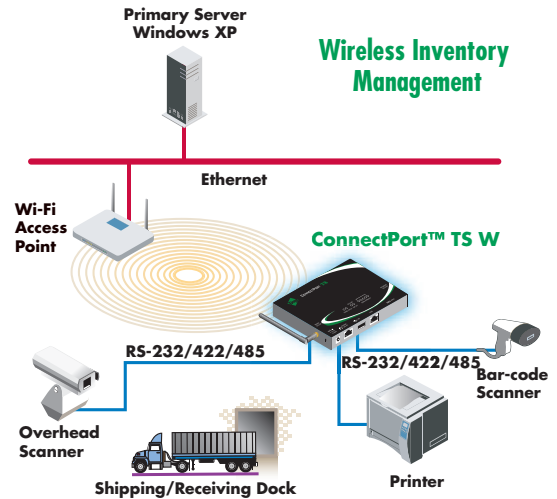 Primary Server
Windows XP
Wireless Inventory
Management
Ethernet
Wi-Fi
Access
Point
ConnectPort™ TS W
RS-232/422/485
RS-232/422/485
Bar-code
Scanner
Overhead
Scanner
Printer
Shipping/Receiving Dock